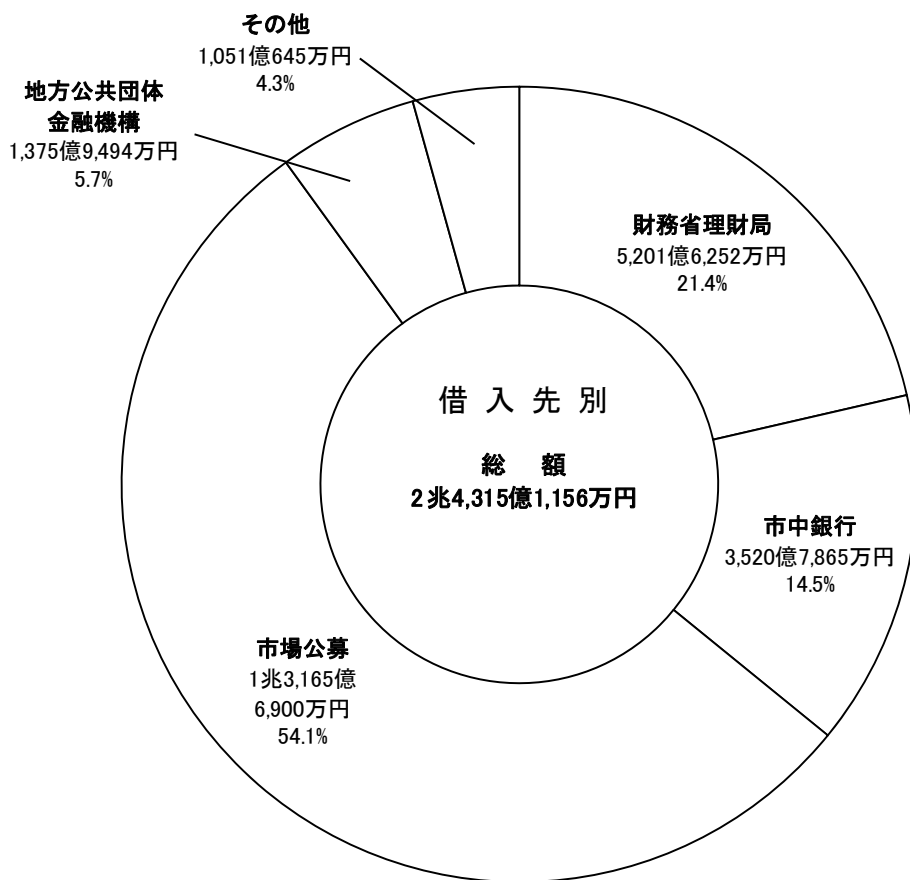 その他
1,051億645万円
4.3%
地方公共団体
金融機構
1,375億9,494万円
5.7%
財務省理財局
5,201億6,252万円
21.4%
借入先別
総額
2兆4,315億1,156万円
市中銀行
3,520億7,865万円
14.5%
市場公募
1兆3,165億
6,900万円
54.1%